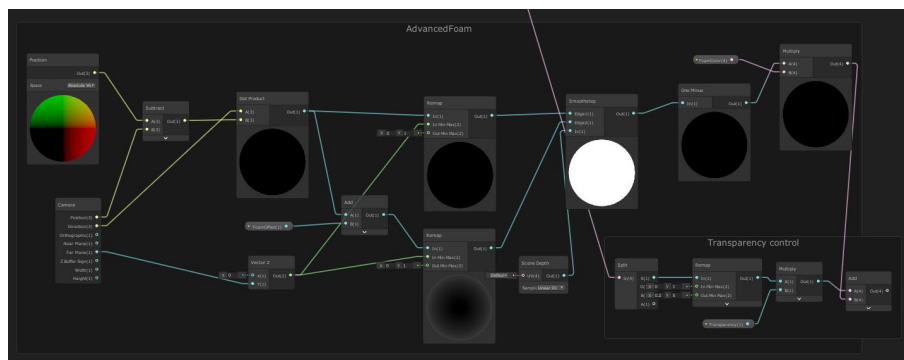 AdvancedFoam
Position
Out(3)
Space
Absolute Wo
Subtract
A(3)
B(3)
Out(3)
Dot Product
A(3)
B(3)
Out(1)
Camera
Position(3)
Direction(3)
Orthographic(1)
Near Plane(1)
Far Plane(1)
Z Buffer Sign(1)
Width(1)
Height(1)
FoamOffset(1)
Add
A(1)
B(1)
Out(1)
Vector 2
X 0
X(1)
Y(1)
Out(2)
Remap
In(1)
In Min Max(2)
Out Min Max(2)
Out(1)
X 0 Y 1
Remap
In(1)
In Min Max(2)
Out Min Max(2)
Out(1)
X 0 Y 1
Smoothstep
Edge1(1)
Edge2(1)
In(1)
Out(1)
Scene Depth
Default
UV(4)
Out(1)
Sampling
One Minus
In(1)
Out(1)
FoamColor(4)
Multiply
A(4)
B(4)
Out(4)
Transparency control
Split
In(4)
R(1)
G(1)
B(1)
A(1)
Remap
In(1)
In Min Max(2)
Out Min Max(2)
Out(1)
Multiply
A(1)
B(1)
Out(1)
Transparency(1)
Add
A(4)
B(4)
Out(4)